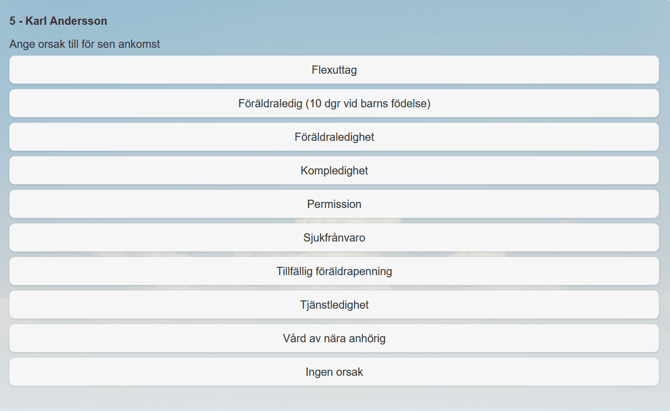 5 - Karl Andersson
Ange orsak till för sen ankomst
Flexuttag
Föräldraledig (10 dgr vid barns födelse)
Föräldraledighet
Kompledighet
Permission
Sjukfrånvaro
Tillfällig föräldrapenning
Tjänstledighet
Vård av nära anhörig
Ingen orsak